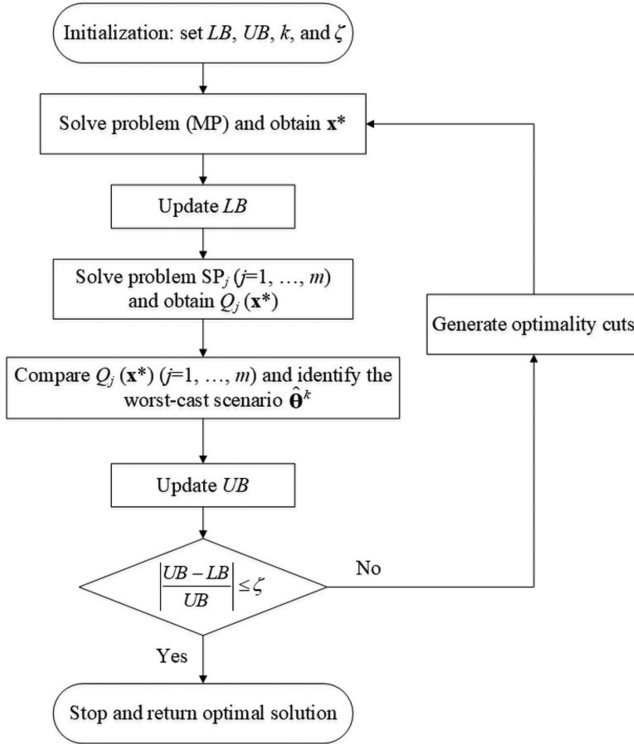 Initialization: set LB, UB, k, and ζ
Solve problem (MP) and obtain x*
Update LB
Solve problem SPⱼ (j=1, …, m)
and obtain Qⱼ (x*)
Generate optimality cuts
Compare Qⱼ (x*) (j=1, …, m) and identify the
worst-cast scenario θ̂ᵏ
Update UB
|UB − LB / UB| ≤ ζ
No
Yes
Stop and return optimal solution